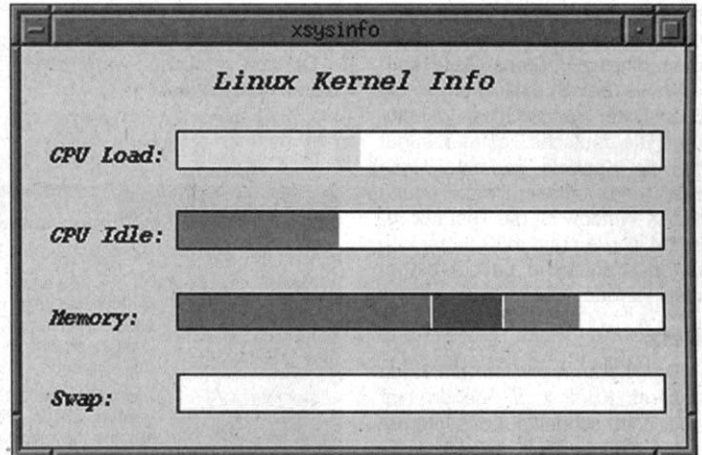 xsysinfo
Linux Kernel Info
CPU Load:
CPU Idle:
Memory:
Swap: